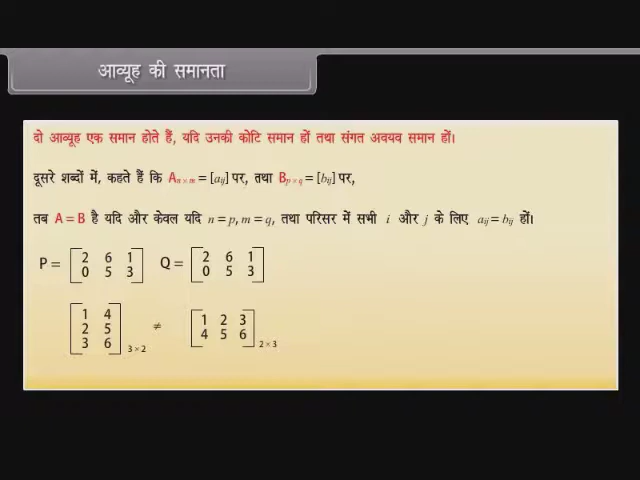 आव्यूह की समानता
दो आव्यूह एक समान होते हैं, यदि उनकी कोटि समान हों तथा संगत अवयव समान हों।
दूसरे शब्दों में, कहते हैं कि A n×m = [aij] पर, तथा B p×q = [bij] पर,
तब A = B है यदि और केवल यदि n = p, m = q, तथा परिसर में सभी i और j के लिए aij = bij हों।
P = [2 6 1 Q = [2 6 1
0 5 3] 0 5 3]
[1 4 [1 2 3
2 5 ≠ 4 5 6] 2×3
3 6] 3×2